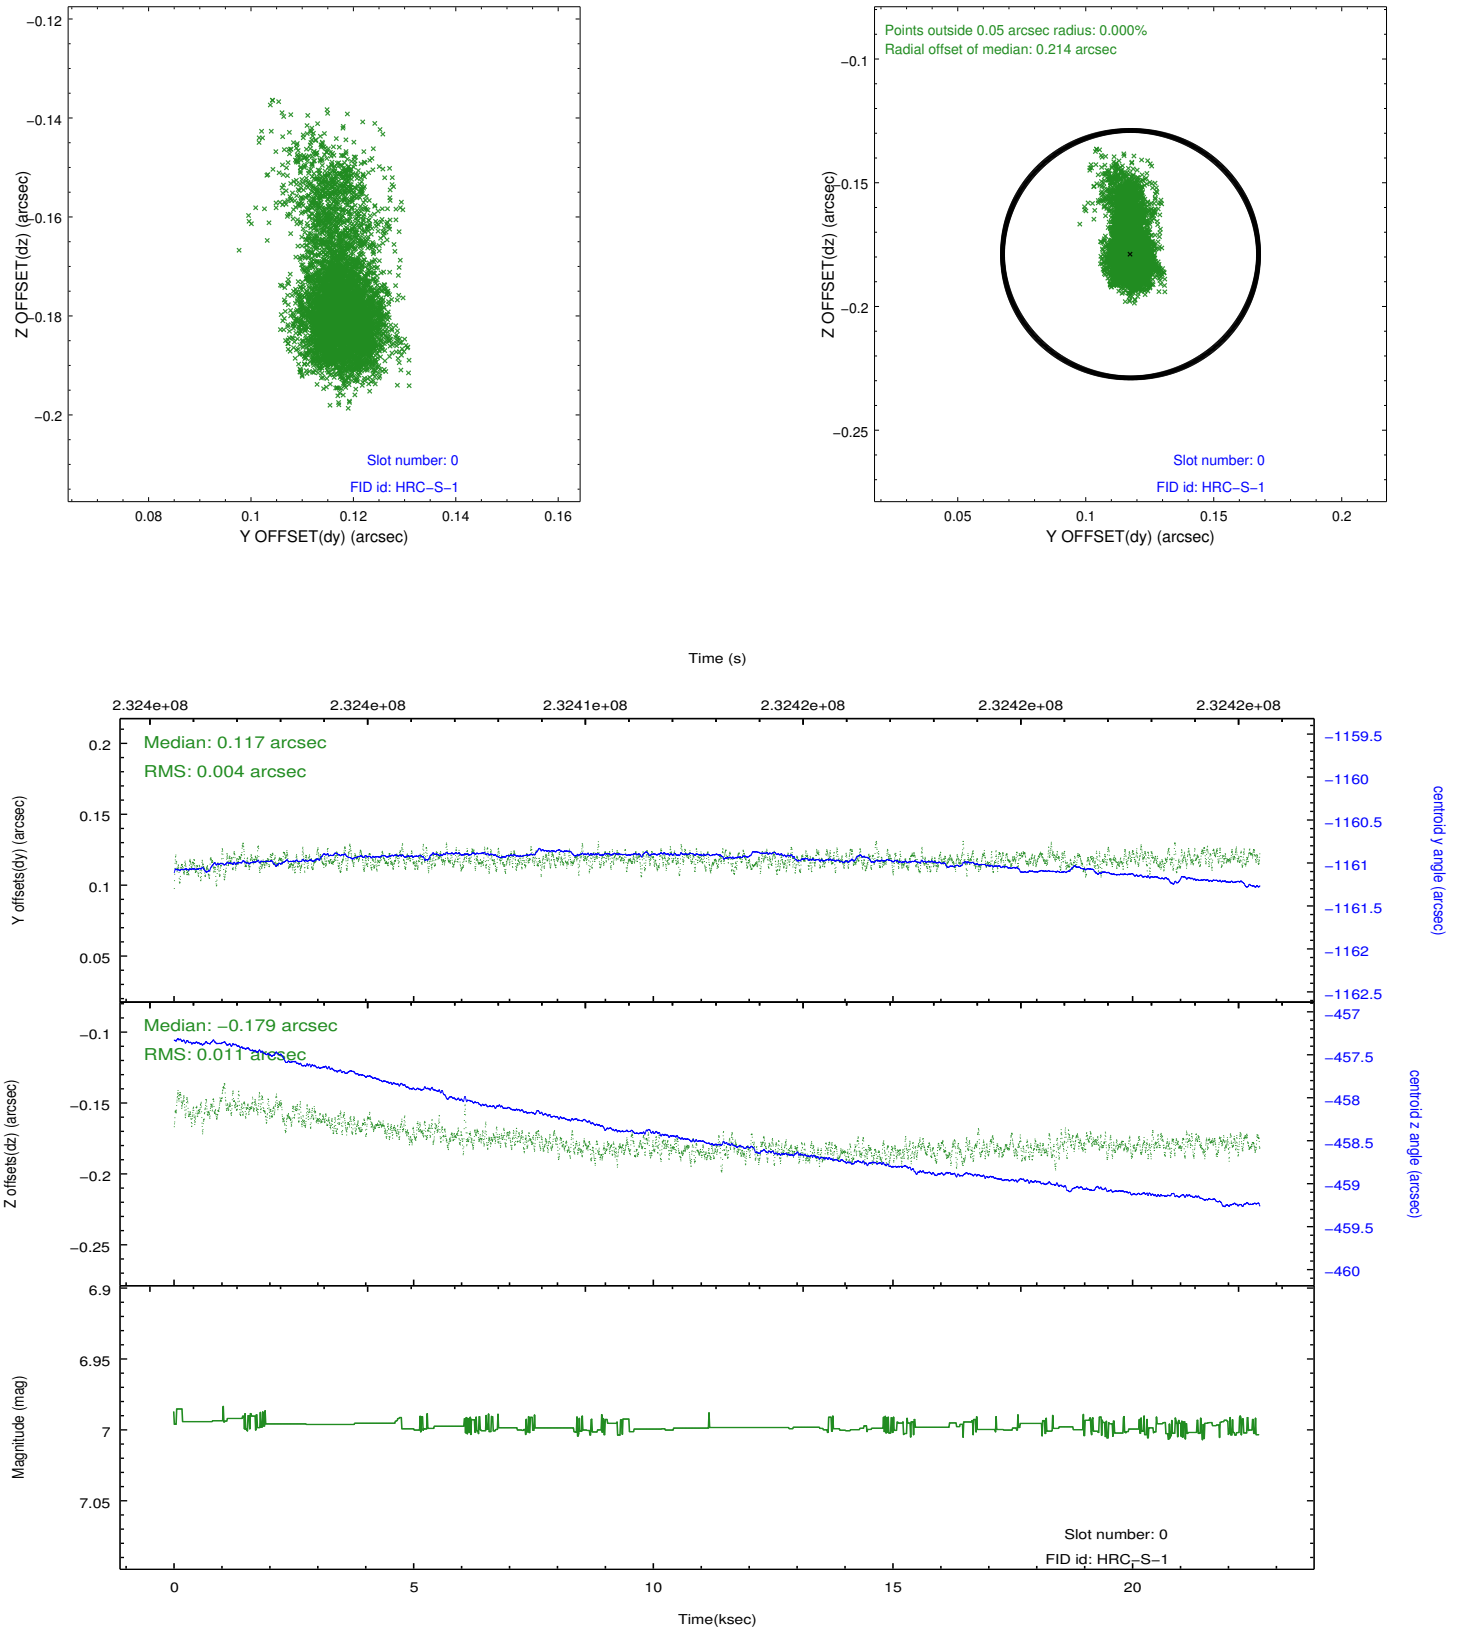 −0.12
−0.14
−0.16
−0.18
−0.2
Z OFFSET(dz) (arcsec)
Slot number: 0
FID id: HRC−S−1
0.08 0.1 0.12 0.14 0.16
Y OFFSET(dy) (arcsec)
Points outside 0.05 arcsec radius: 0.000%
Radial offset of median: 0.214 arcsec
−0.1
−0.15
−0.2
−0.25
Z OFFSET(dz) (arcsec)
Slot number: 0
FID id: HRC−S−1
0.05 0.1 0.15 0.2
Y OFFSET(dy) (arcsec)
Time (s)
2.324e+08 2.324e+08 2.3241e+08 2.3242e+08 2.3242e+08 2.3242e+08
Median: 0.117 arcsec
RMS: 0.004 arcsec
0.2
0.15
0.1
0.05
Y offsets(dy) (arcsec)
−1159.5
−1160
−1160.5
−1161
−1161.5
−1162
−1162.5
centroid y angle (arcsec)
Median: −0.179 arcsec
RMS: 0.011 arcsec
−0.1
−0.15
−0.2
−0.25
Z offsets(dz) (arcsec)
−457
−457.5
−458
−458.5
−459
−459.5
−460
centroid z angle (arcsec)
6.9
6.95
7
7.05
Magnitude (mag)
Slot number: 0
FID id: HRC−S−1
0 5 10 15 20
Time(ksec)